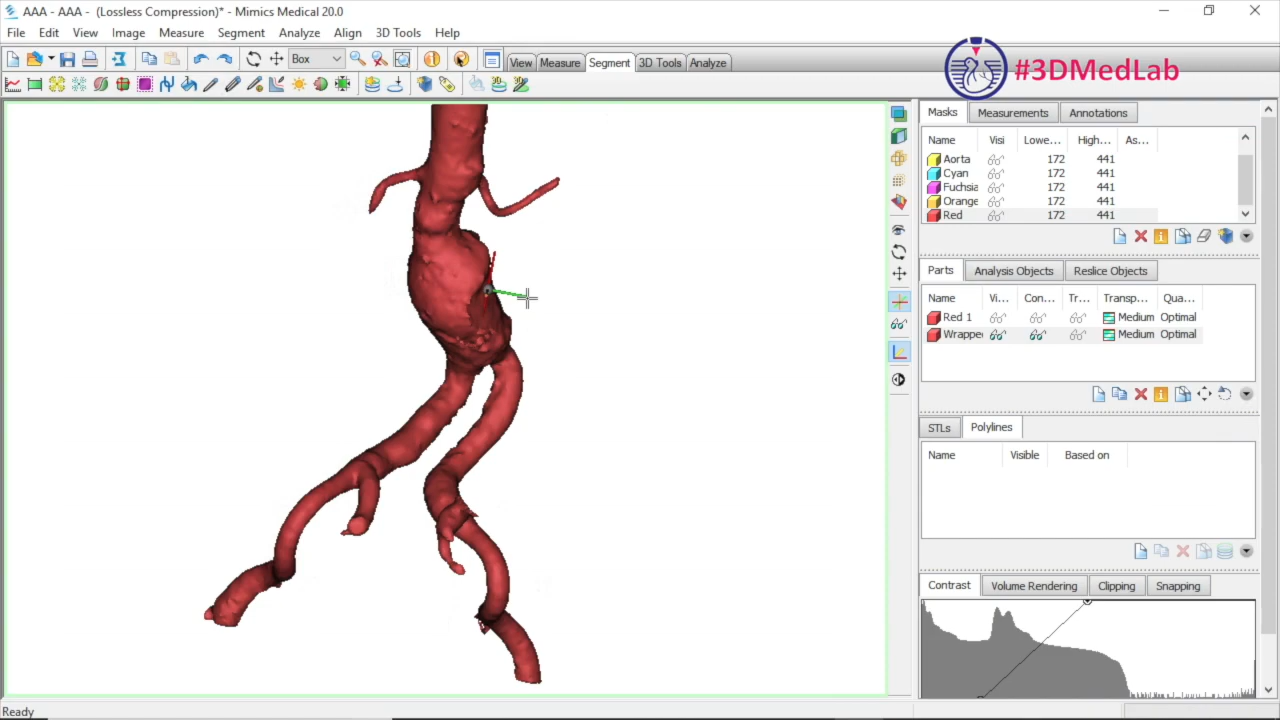 AAA - AAA -  (Lossless Compression)* - Mimics Medical 20.0
File Edit View Image Measure Segment Analyze Align 3D Tools Help
Box
View Measure Segment 3D Tools Analyze
#3DMedLab
Masks Measurements Annotations
Name Visi Lowe... High... As...
Aorta 172 441
Cyan 172 441
Fuchsia 172 441
Orange 172 441
Red 172 441
Parts Analysis Objects Reslice Objects
Name Vi... Con... Tr... Transp... Qua...
Red 1 Medium Optimal
Wrapped Medium Optimal
STLs Polylines
Name Visible Based on
Contrast Volume Rendering Clipping Snapping
Ready